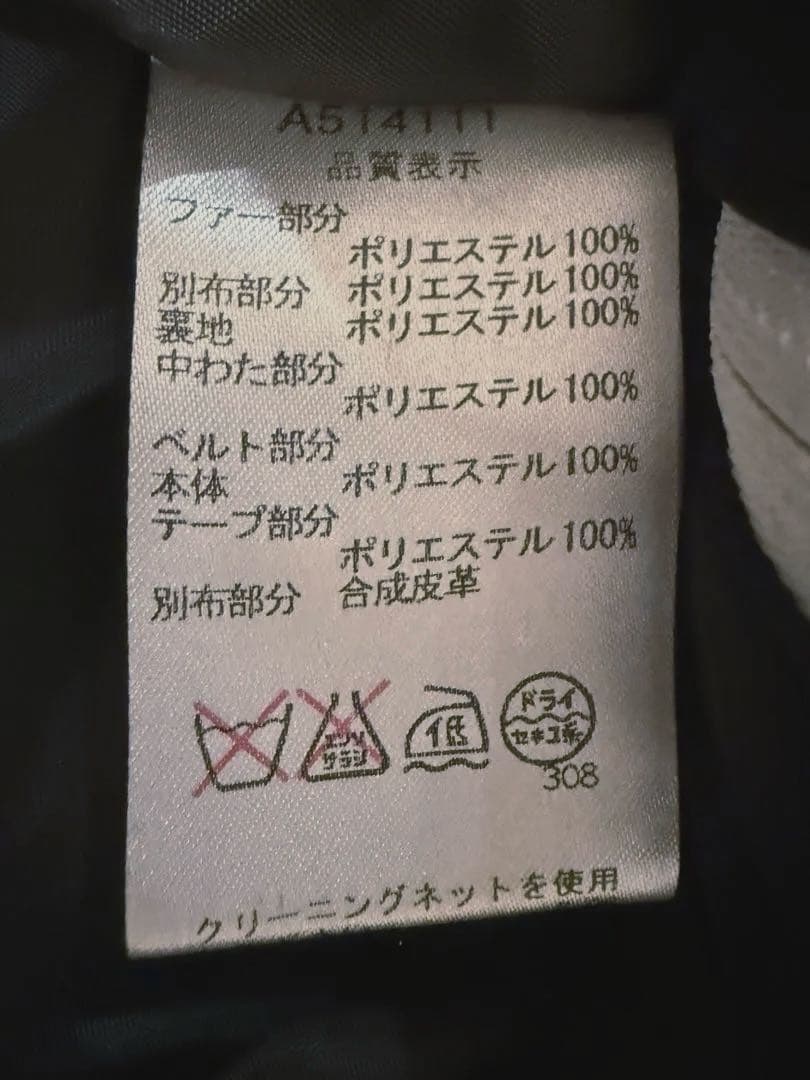 A514111
品質表示
ファー部分
ポリエステル100%
別布部分 ポリエステル100%
裏地 ポリエステル100%
中わた部分
ポリエステル100%
ベルト部分
本体 ポリエステル100%
テープ部分
ポリエステル100%
別布部分 合成皮革
エンソ
サラシ
低
ドライ
セキユ系
308
クリーニングネットを使用